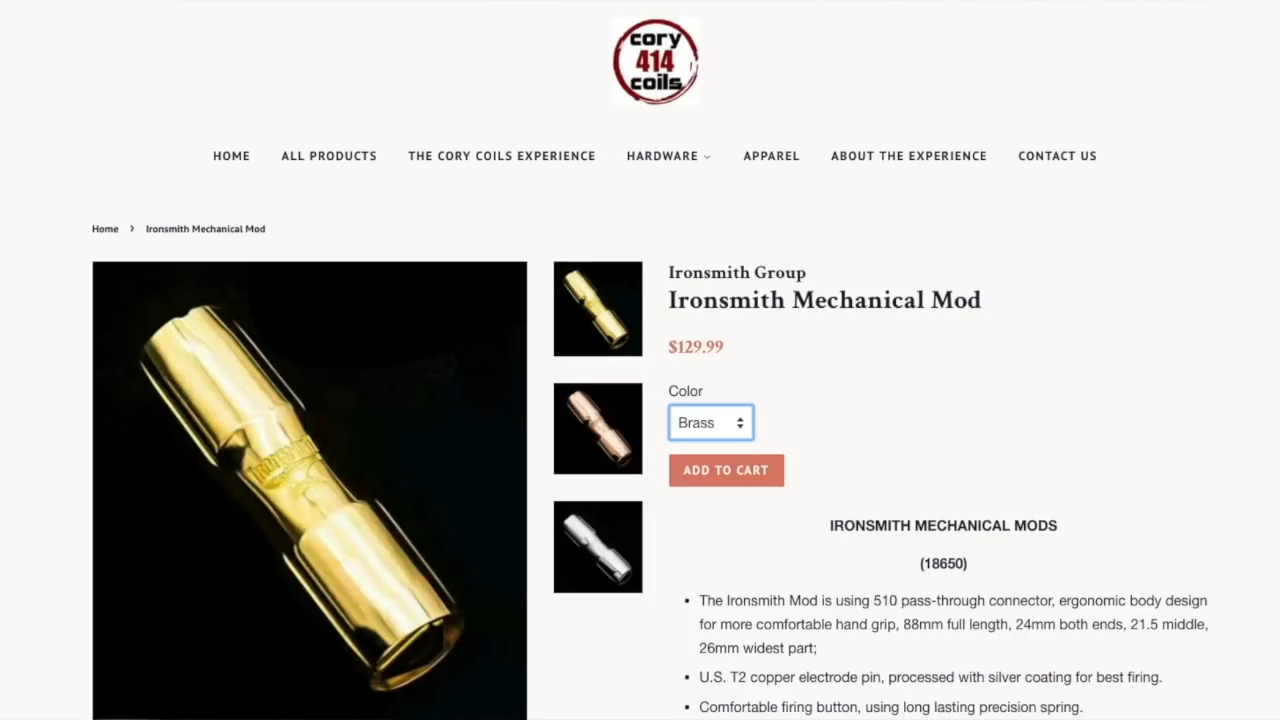 cory
414
coils
HOME ALL PRODUCTS THE CORY COILS EXPERIENCE HARDWARE APPAREL ABOUT THE EXPERIENCE CONTACT US
Home › Ironsmith Mechanical Mod
IRONSMITH
Ironsmith Group
Ironsmith Mechanical Mod
$129.99
Color
Brass
ADD TO CART
IRONSMITH MECHANICAL MODS
(18650)
• The Ironsmith Mod is using 510 pass-through connector, ergonomic body design
for more comfortable hand grip, 88mm full length, 24mm both ends, 21.5 middle,
26mm widest part;
• U.S. T2 copper electrode pin, processed with silver coating for best firing.
• Comfortable firing button, using long lasting precision spring.